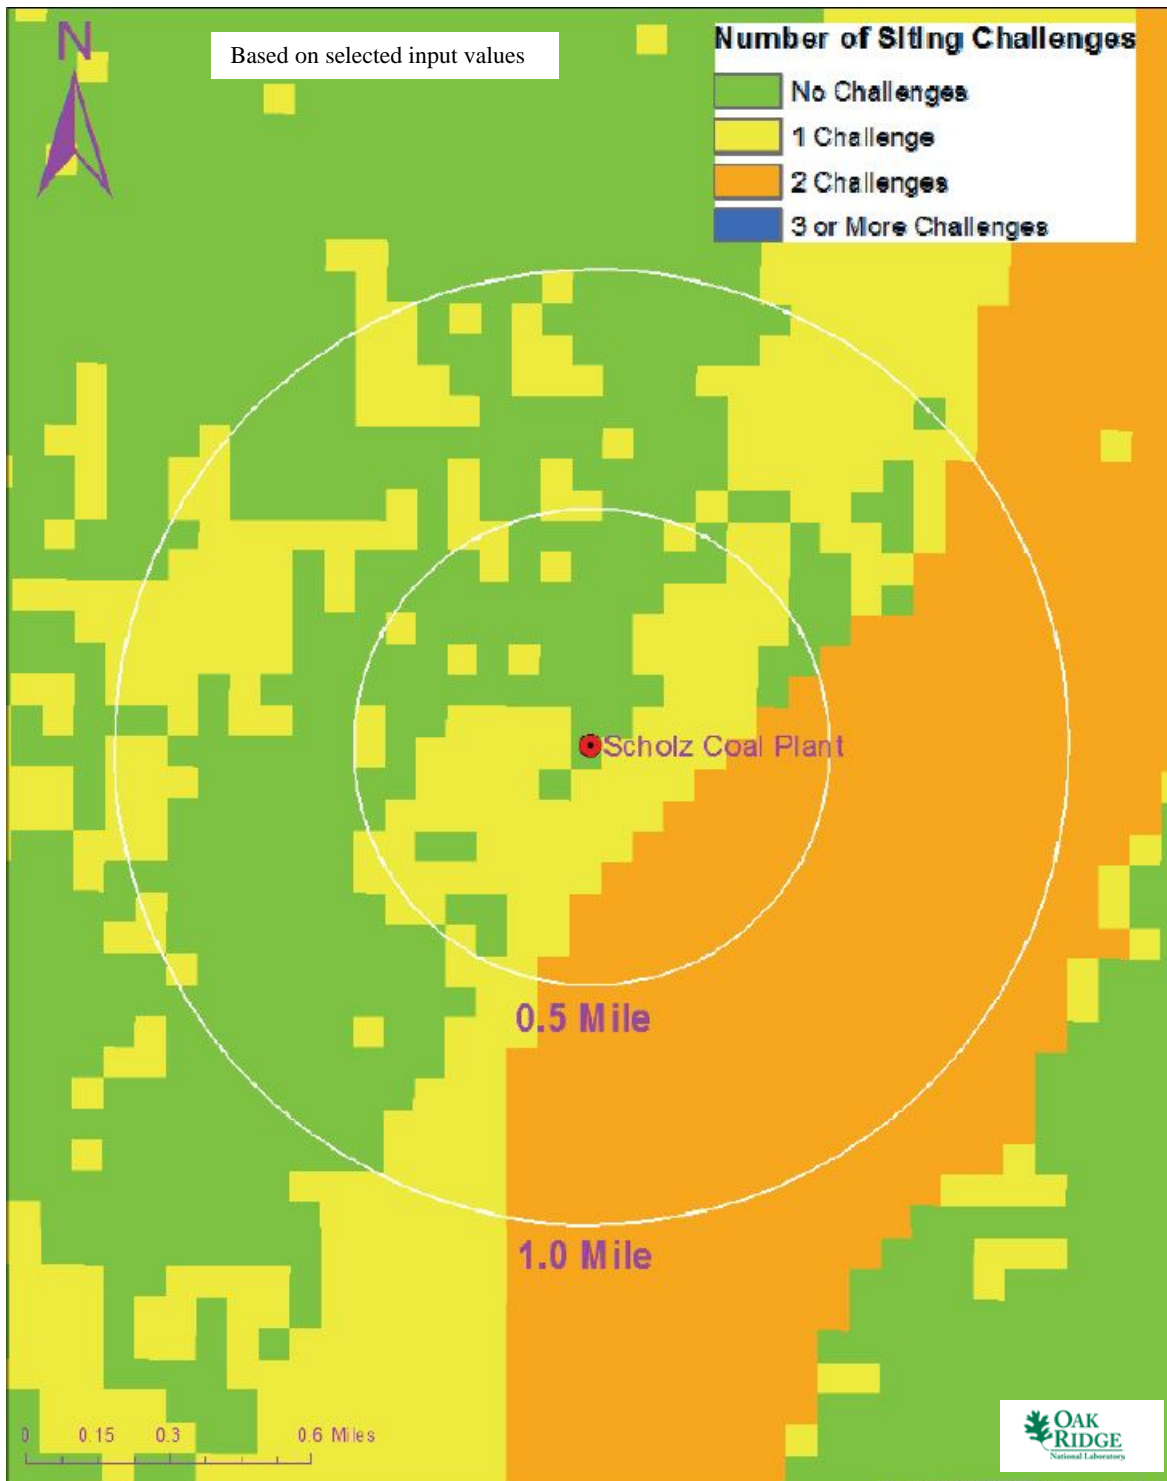 N
Based on selected input values
Number of Siting Challenges
No Challenges
1 Challenge
2 Challenges
3 or More Challenges
Scholz Coal Plant
0.5 Mile
1.0 Mile
0 0.15 0.3 0.6 Miles
OAK
RIDGE
National Laboratory